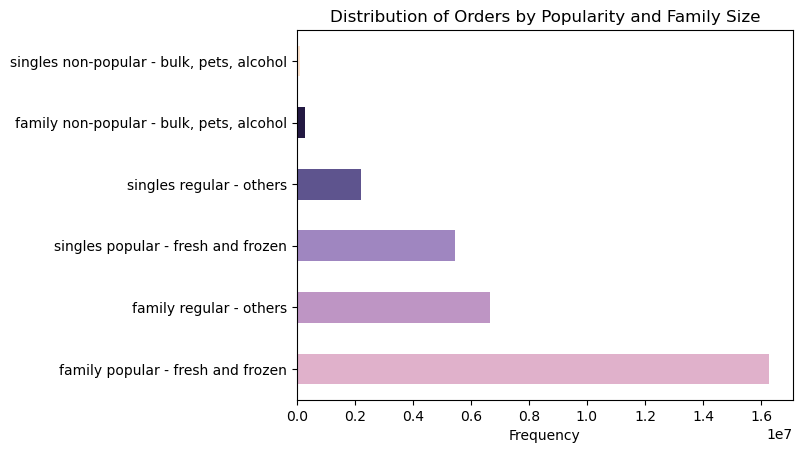 Distribution of Orders by Popularity and Family Size
singles non-popular - bulk, pets, alcohol
family non-popular - bulk, pets, alcohol
singles regular - others
singles popular - fresh and frozen
family regular - others
family popular - fresh and frozen
0.0 0.2 0.4 0.6 0.8 1.0 1.2 1.4 1.6
1e7
Frequency